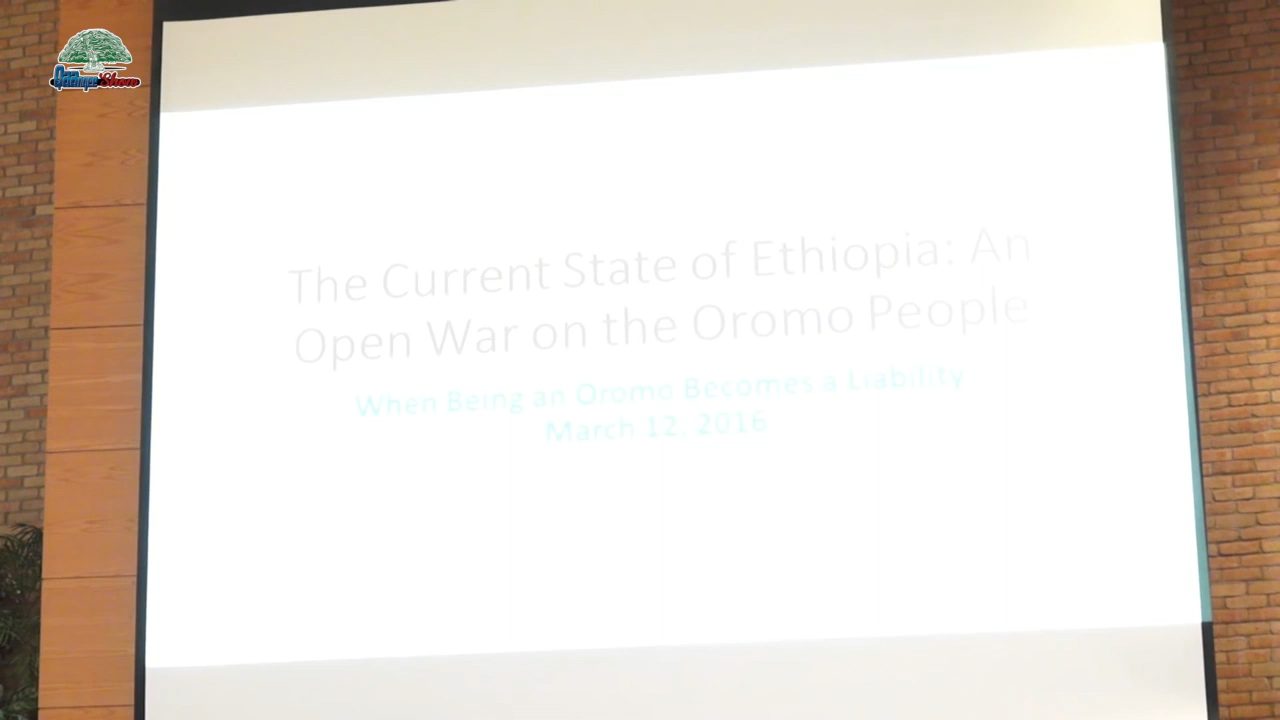 Show
The Current State of Ethiopia: An
Open War on the Oromo People
When Being an Oromo Becomes a Liability
March 12, 2016